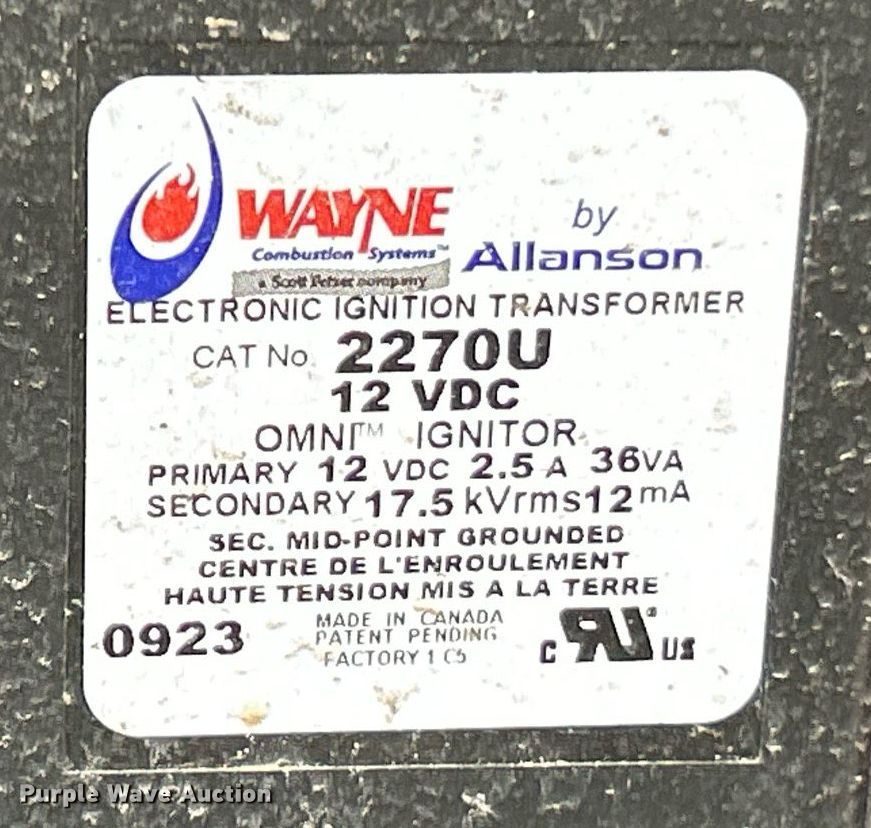 WAYNE
Combustion Systems™
by
Allanson
a Scott Fetzer company
ELECTRONIC IGNITION TRANSFORMER
CAT No. 2270U
12 VDC
OMNI™ IGNITOR
PRIMARY 12 VDC 2.5 A 36VA
SECONDARY 17.5 kVrms 12mA
SEC. MID-POINT GROUNDED
CENTRE DE L'ENROULEMENT
HAUTE TENSION MIS A LA TERRE
0923
MADE IN CANADA
PATENT PENDING
FACTORY 1 C5
C RU® US
Purple Wave Auction